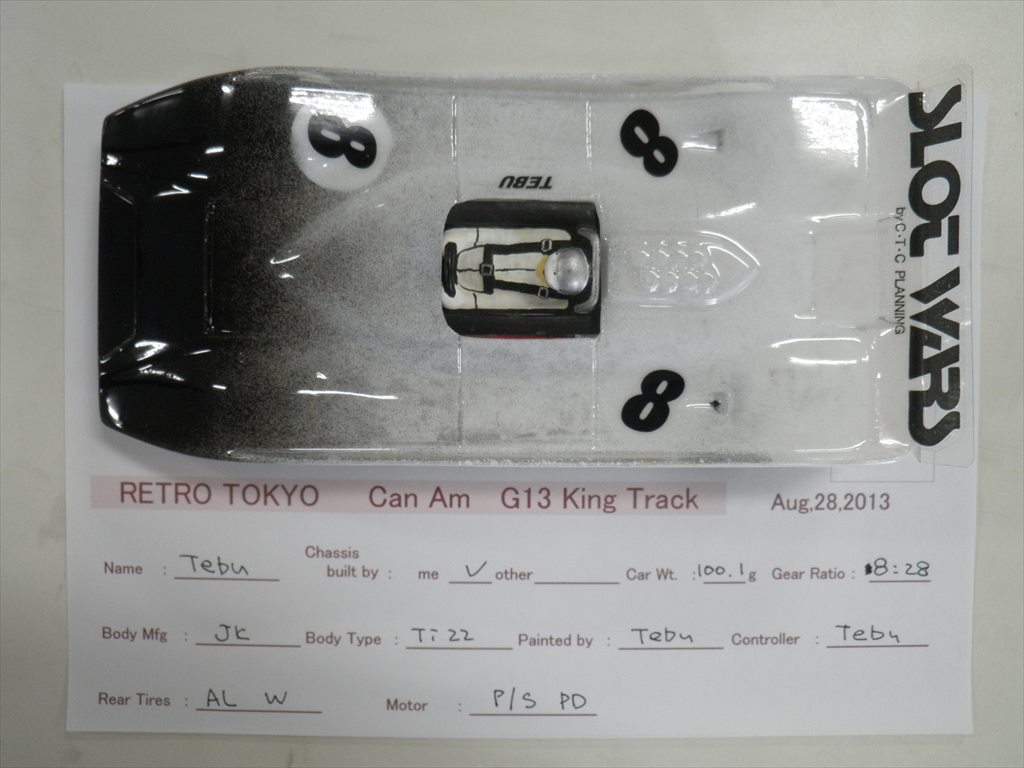 8
8
TEBU
8
SLOT WARS
by C・T・C PLANNING
RETRO TOKYO Can Am G13 King Track Aug,28,2013
Name : Tebu Chassis built by : me V other Car Wt. :100.1g Gear Ratio : 8:28
Body Mfg : JK Body Type : Ti22 Painted by : Tebu Controller : Tebu
Rear Tires : AL W Motor : P/S PD